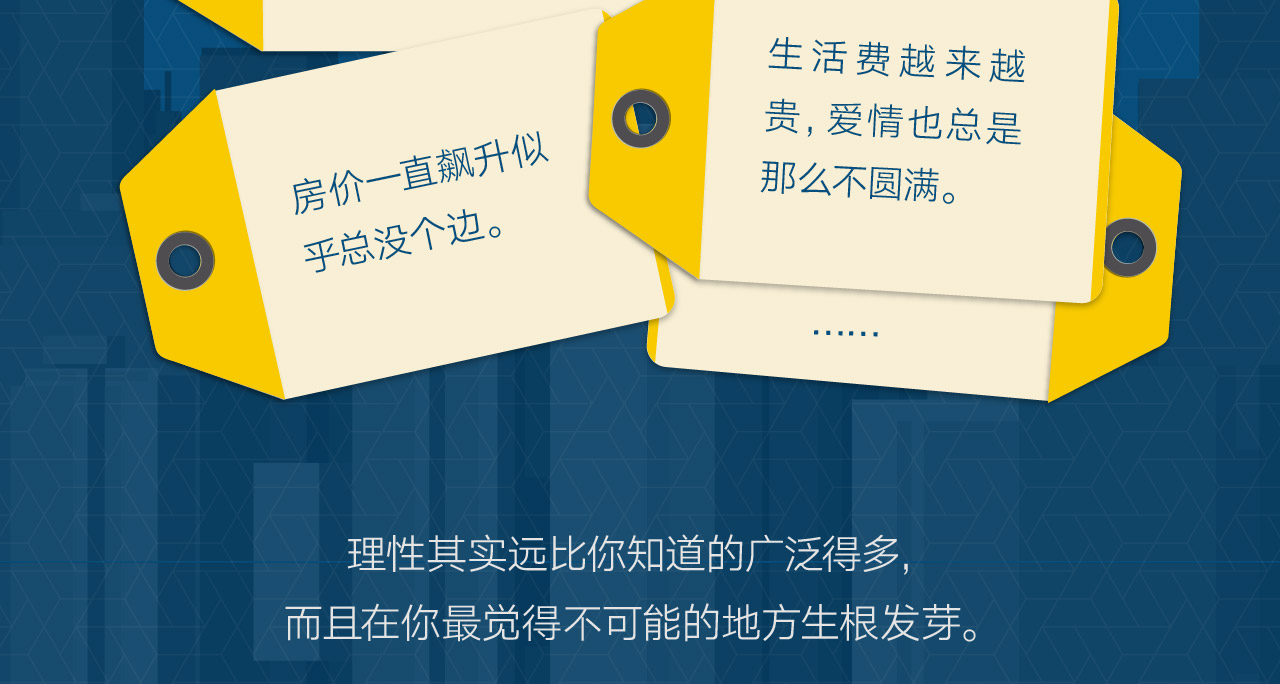 生活费越来越
贵，爱情也总是
那么不圆满。
房价一直飙升似
乎总没个边。
……
理性其实远比你知道的广泛得多，
而且在你最觉得不可能的地方生根发芽。